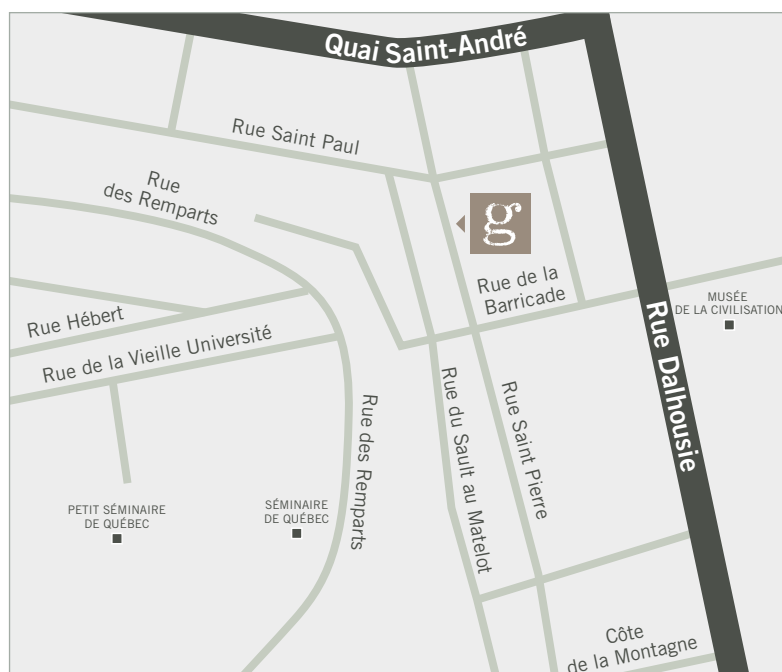 Quai Saint-André
Rue Saint Paul
Rue
des Remparts
g
Rue de la
Barricade
MUSÉE
DE LA CIVILISATION
Rue Hébert
Rue de la Vieille Université
Rue Dalhousie
Rue des Remparts
Rue du Sault au Matelot
Rue Saint Pierre
PETIT SÉMINAIRE
DE QUÉBEC
SÉMINAIRE
DE QUÉBEC
Côte
de la Montagne